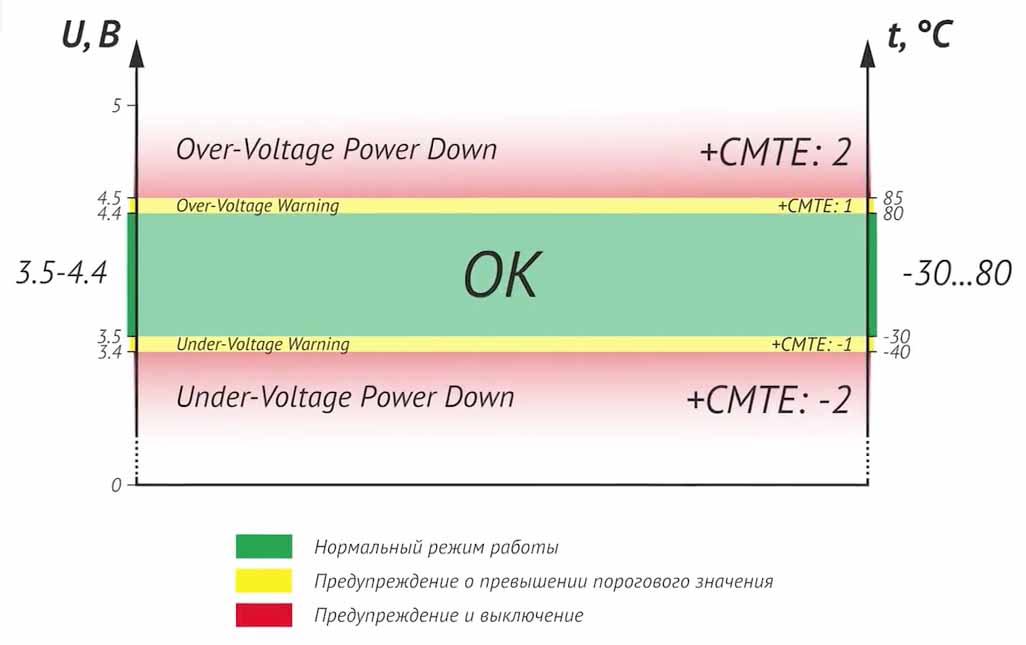 U, В
t, °C
5
Over-Voltage Power Down
+CMTE: 2
4.5
85
Over-Voltage Warning
+CMTE: 1
4.4
80
3.5-4.4
OK
-30...80
3.5
-30
Under-Voltage Warning
+CMTE: -1
3.4
-40
Under-Voltage Power Down
+CMTE: -2
0
Нормальный режим работы
Предупреждение о превышении порогового значения
Предупреждение и выключение